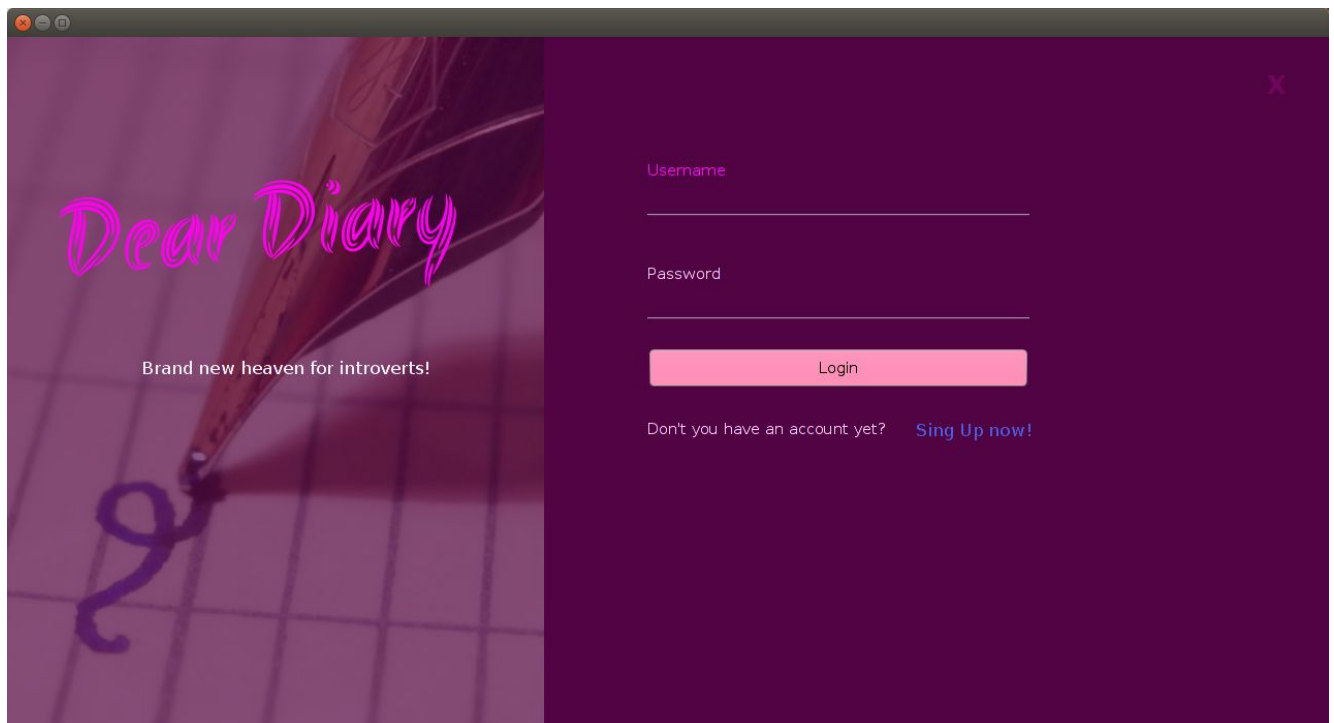 Dear Diary
Brand new heaven for introverts!
X
Username
Password
Login
Don't you have an account yet? Sing Up now!